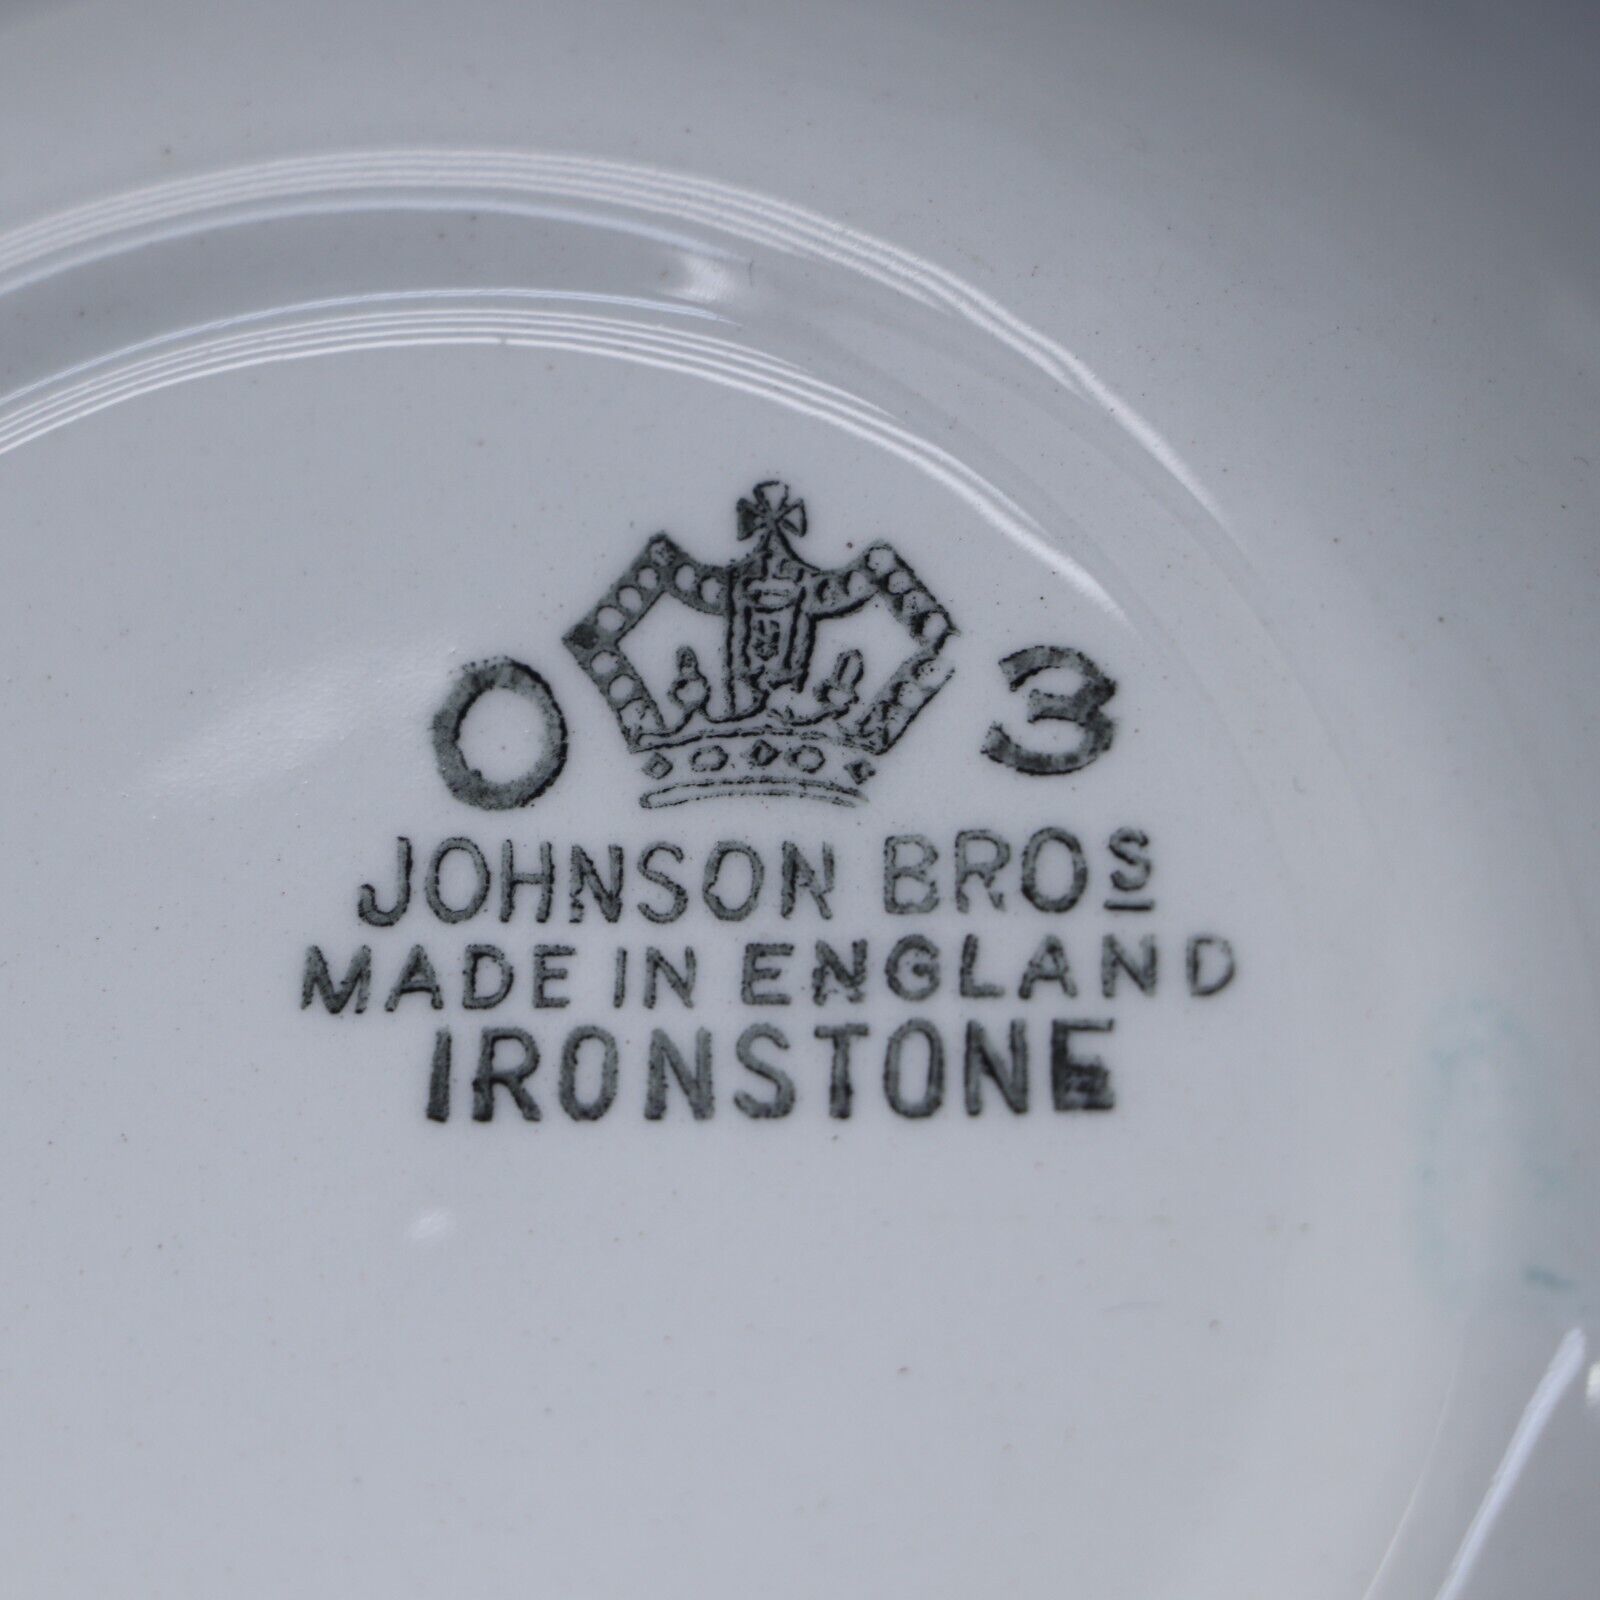 O 3
JOHNSON BROS
MADE IN ENGLAND
IRONSTONE